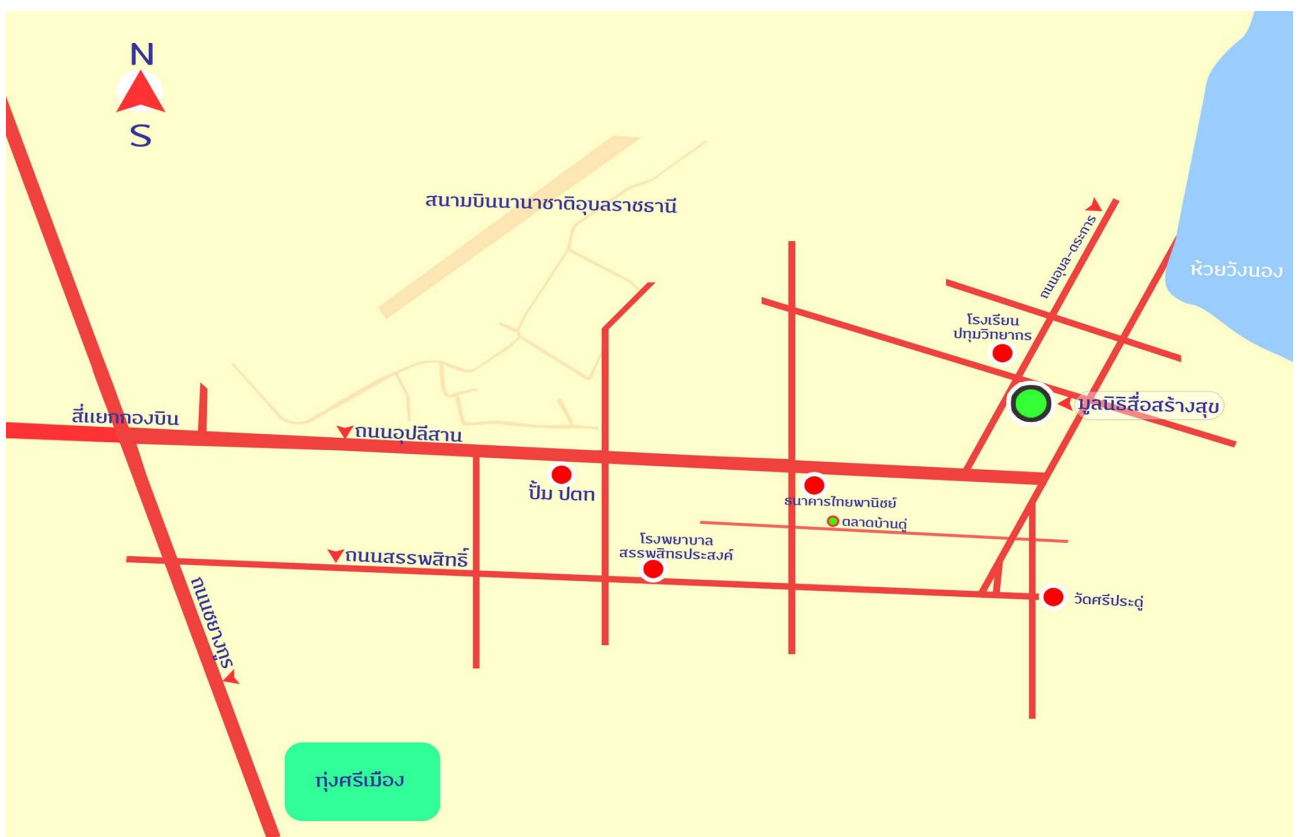 N
S
สนามบินนานาชาติอุบลราชธานี
ถนนอุบล-ตระการ
ห้วยวังนอง
โรงเรียน
ปทุมวิทยากร
มูลนิธิสื่อสร้างสุข
สี่แยกกองบิน
ถนนอุปลีสาน
ปั้ม ปตท
ธนาคารไทยพานิชย์
ตลาดบ้านดู่
โรงพยาบาล
สรรพสิทธประสงค์
ถนนสรรพสิทธิ์
ถนนชยางกูร
วัดศรีประดู่
ทุ่งศรีเมือง